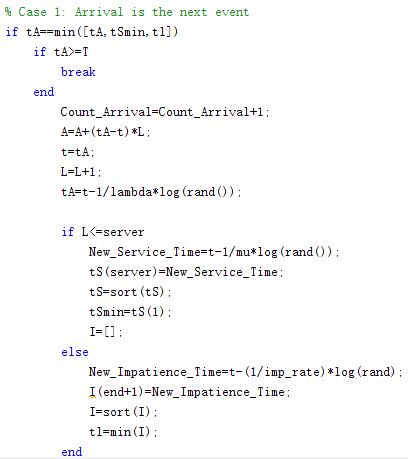 % Case 1: Arrival is the next event
if tA==min([tA,tSmin,tl])
if tA>=T
break
end
Count_Arrival=Count_Arrival+1;
A=A+(tA-t)*L;
t=tA;
L=L+1;
tA=t-1/lambda*log(rand());
if L<=server
New_Service_Time=t-1/mu*log(rand());
tS(server)=New_Service_Time;
tS=sort(tS);
tSmin=tS(1);
I=[];
else
New_Impatience_Time=t-(1/imp_rate)*log(rand);
I(end+1)=New_Impatience_Time;
I=sort(I);
tl=min(I);
end